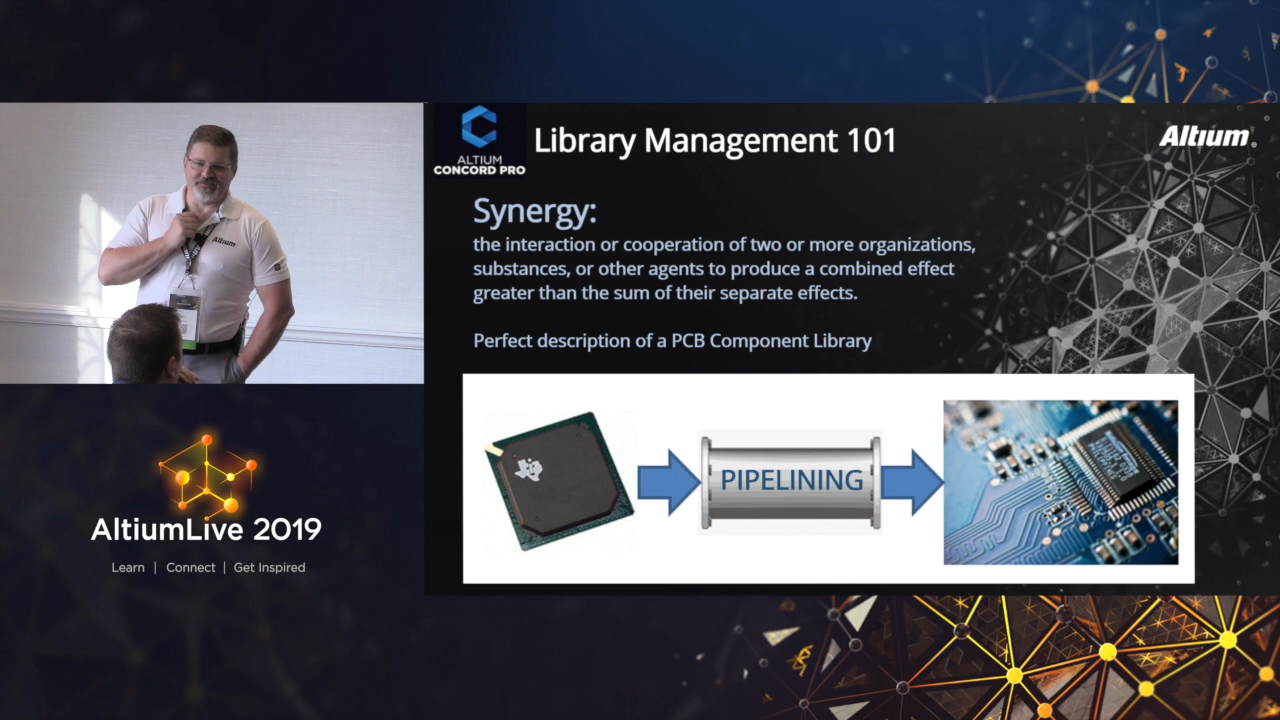 ALTIUM
CONCORD PRO
Library Management 101
Altium
Synergy:
the interaction or cooperation of two or more organizations,
substances, or other agents to produce a combined effect
greater than the sum of their separate effects.
Perfect description of a PCB Component Library
PIPELINING
Altium
AltiumLive 2019
Learn | Connect | Get Inspired